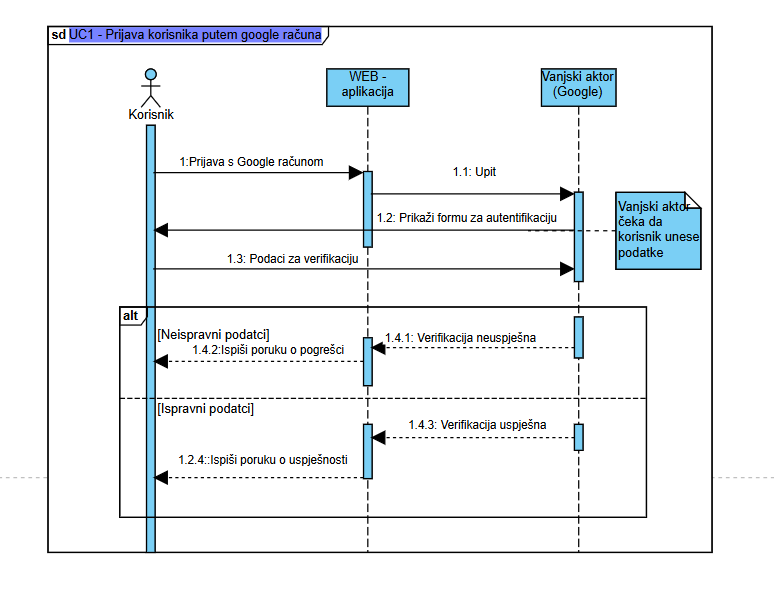 sd UC1 - Prijava korisnika putem google računa
Korisnik
WEB -
aplikacija
Vanjski aktor
(Google)
1:Prijava s Google računom
1.1: Upit
1.2: Prikaži formu za autentifikaciju
Vanjski aktor
čeka da
korisnik unese
podatke
1.3: Podaci za verifikaciju
alt
[Neispravni podatci]
1.4.1: Verifikacija neuspješna
1.4.2:Ispiši poruku o pogrešci
[Ispravni podatci]
1.4.3: Verifikacija uspješna
1.2.4::Ispiši poruku o uspješnosti